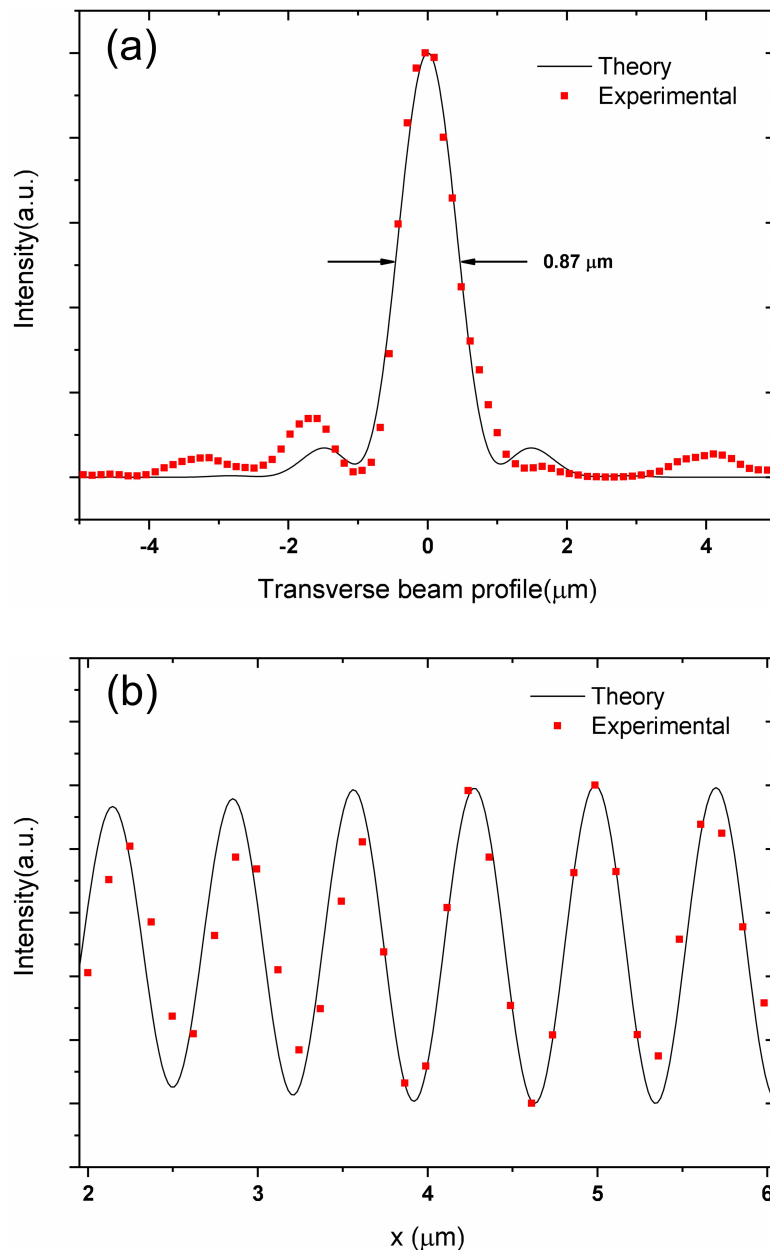 (a)
Theory
Experimental
0.87 μm
Intensity(a.u.)
-4 -2 0 2 4
Transverse beam profile(μm)
(b)
Theory
Experimental
Intensity(a.u.)
2 3 4 5 6
x (μm)